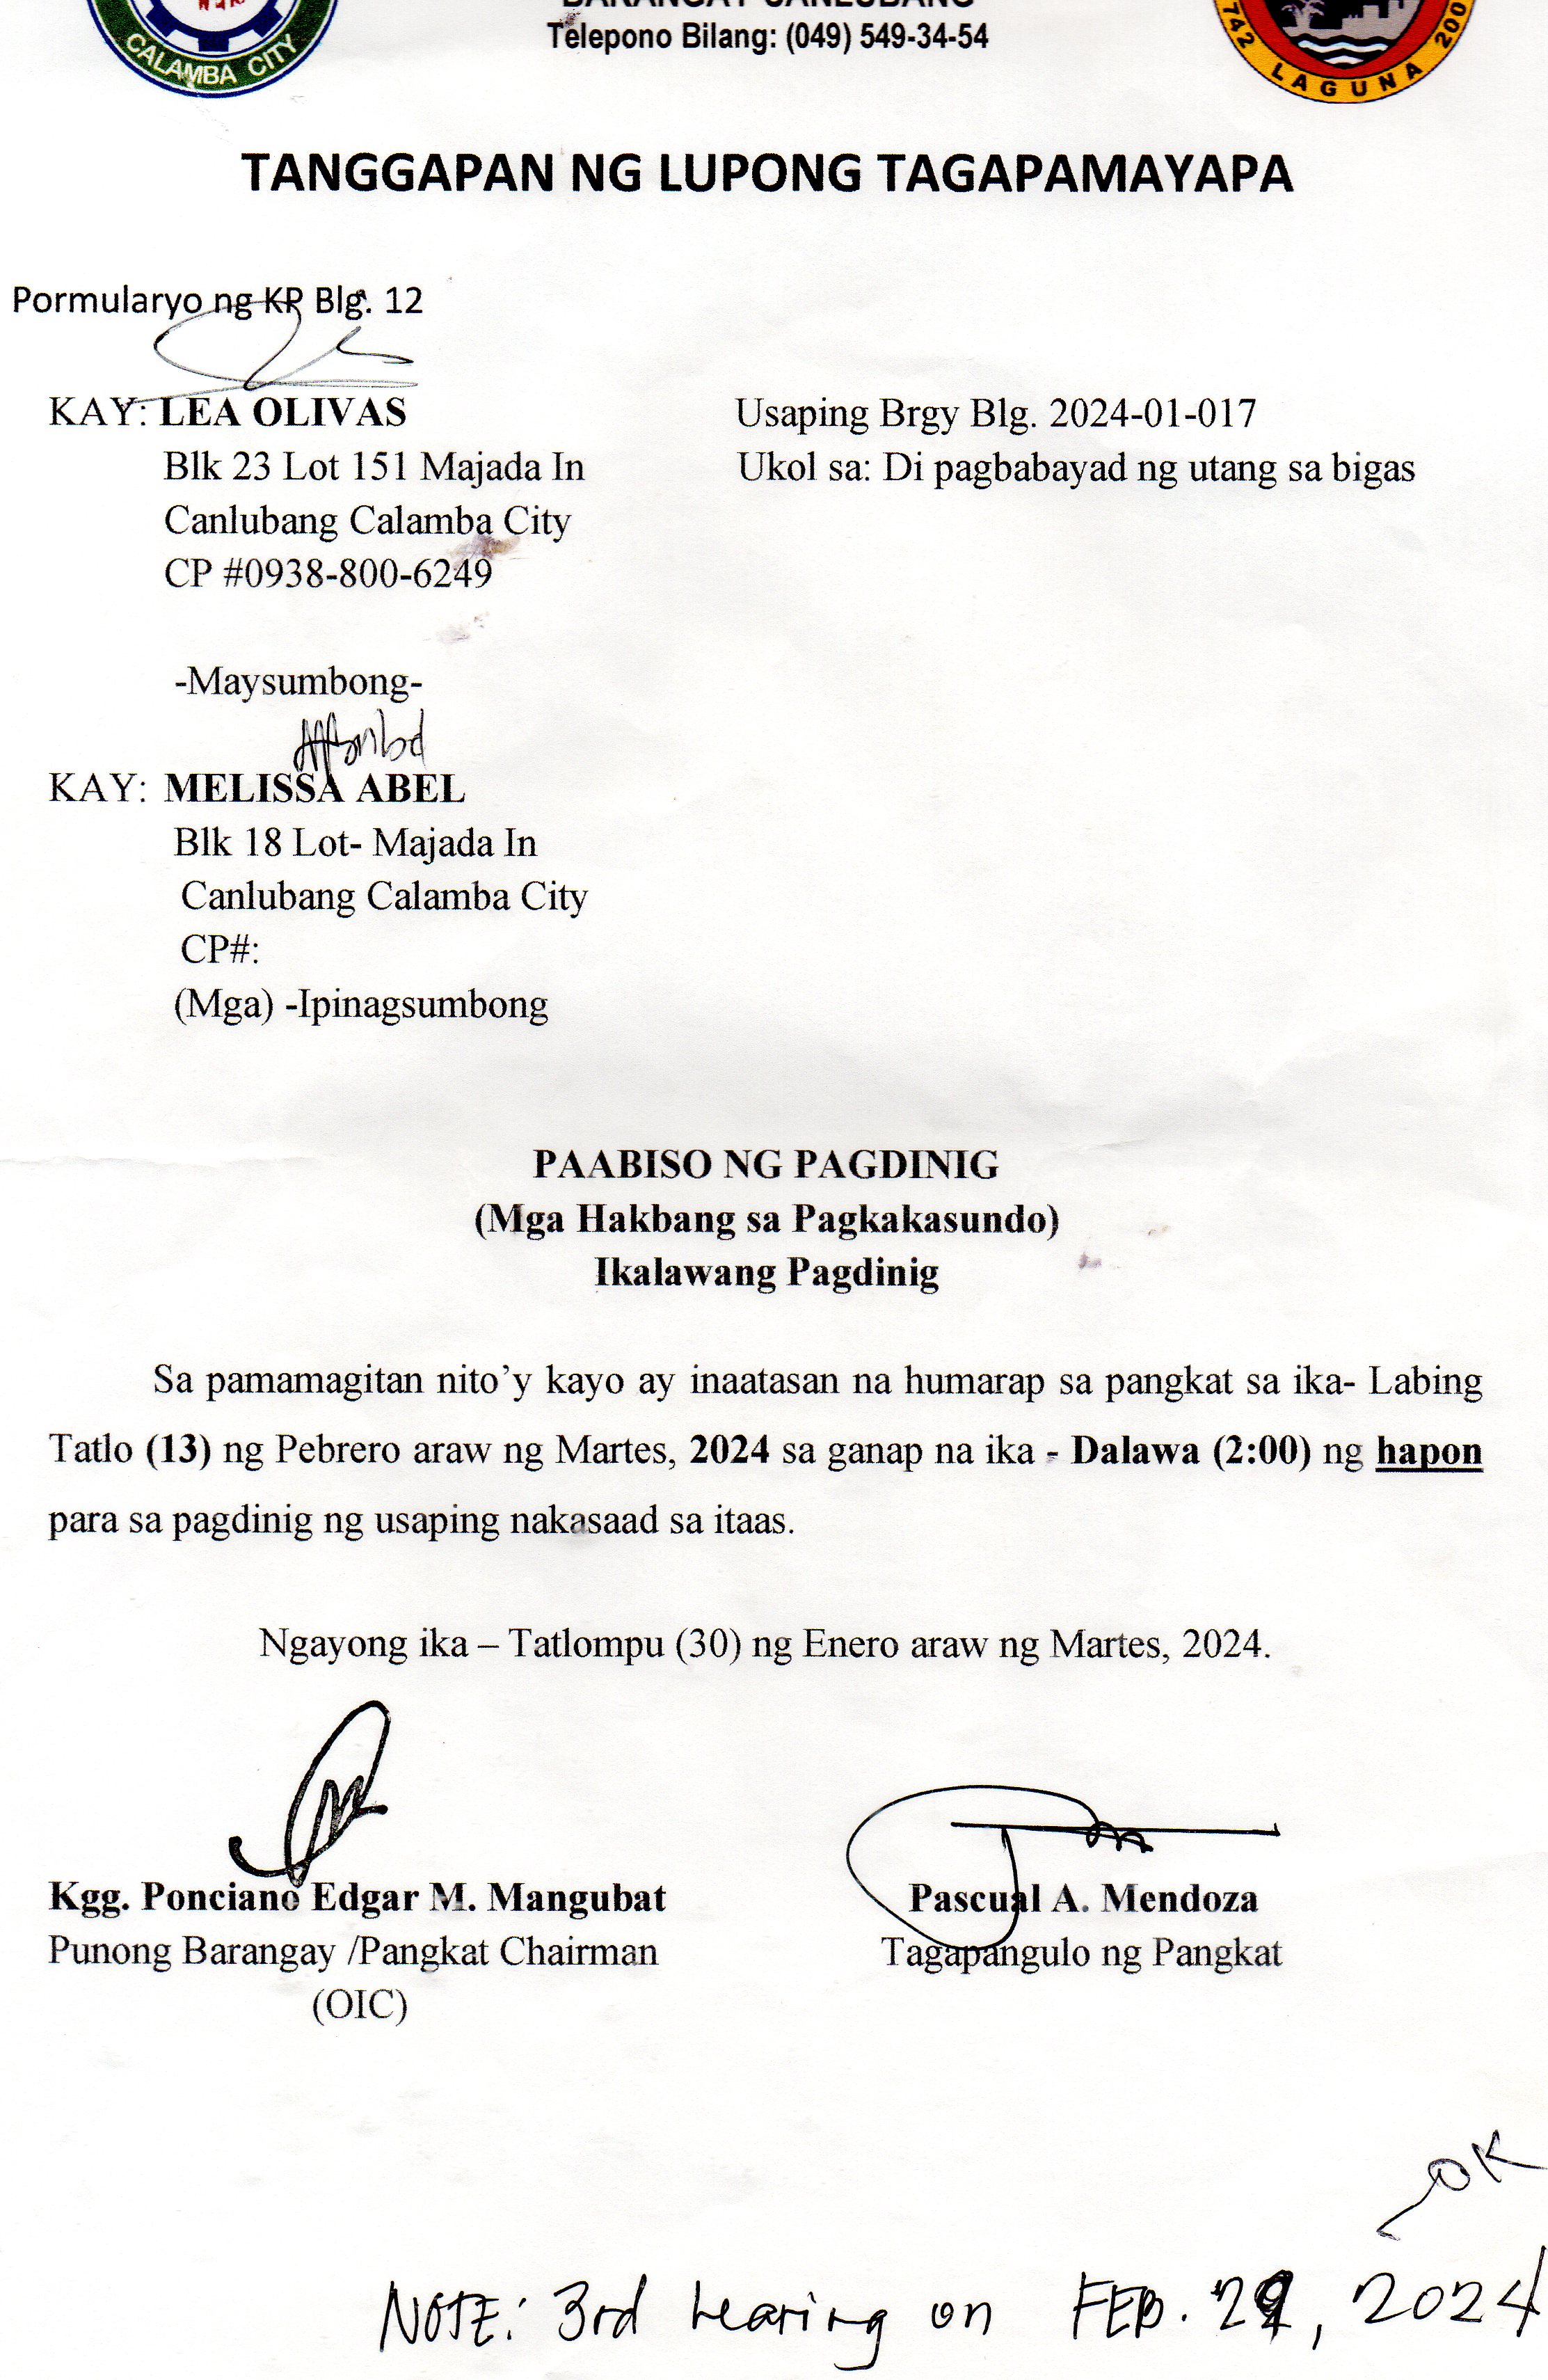 CALAMBA CITY
BARANGAY CANLUBANG
Telepono Bilang: (049) 549-34-54
742 LAGUNA 200
TANGGAPAN NG LUPONG TAGAPAMAYAPA
Pormularyo ng KP Blg. 12
KAY: LEA OLIVAS
Blk 23 Lot 151 Majada In
Canlubang Calamba City
CP #0938-800-6249
Usaping Brgy Blg. 2024-01-017
Ukol sa: Di pagbabayad ng utang sa bigas
-Maysumbong-
KAY: MELISSA ABEL
Blk 18 Lot- Majada In
Canlubang Calamba City
CP#:
(Mga) -Ipinagsumbong
PAABISO NG PAGDINIG
(Mga Hakbang sa Pagkakasundo)
Ikalawang Pagdinig
Sa pamamagitan nito’y kayo ay inaatasan na humarap sa pangkat sa ika- Labing
Tatlo (13) ng Pebrero araw ng Martes, 2024 sa ganap na ika - Dalawa (2:00) ng hapon
para sa pagdinig ng usaping nakasaad sa itaas.
Ngayong ika – Tatlompu (30) ng Enero araw ng Martes, 2024.
Kgg. Ponciano Edgar M. Mangubat
Punong Barangay /Pangkat Chairman
(OIC)
Pascual A. Mendoza
Tagapangulo ng Pangkat
OK
NOTE: 3rd hearing on FEB. , 2024